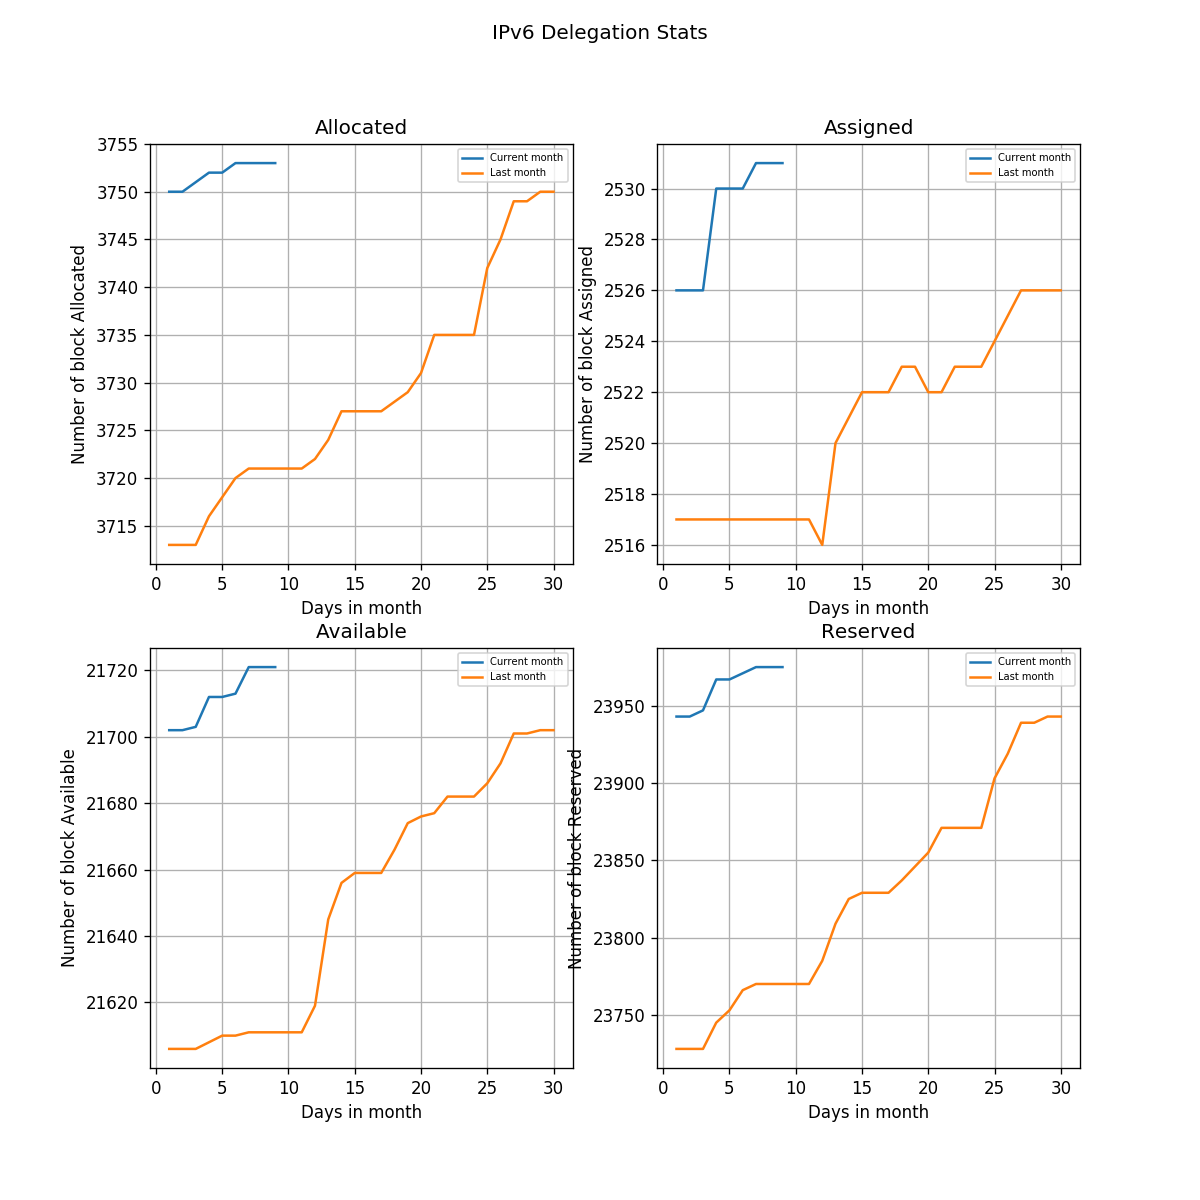 IPv6 Delegation Stats
Allocated
3755
3750
3745
3740
3735
3730
3725
3720
3715
Number of block Allocated
Current month
Last month
0 5 10 15 20 25 30
Days in month
Assigned
2530
2528
2526
2524
2522
2520
2518
2516
Number of block Assigned
Current month
Last month
0 5 10 15 20 25 30
Days in month
Available
21720
21700
21680
21660
21640
21620
Number of block Available
Current month
Last month
0 5 10 15 20 25 30
Days in month
Reserved
23950
23900
23850
23800
23750
Number of block Reserved
Current month
Last month
0 5 10 15 20 25 30
Days in month